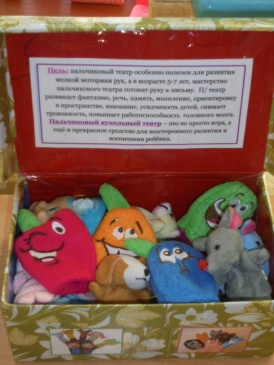 Цель: пальчиковый театр особенно полезен для развития
мелкой моторики рук, а в возрасте 5-7 лет, мастерство
пальчикового театра готовит руку к письму. П/ театр
развивает фантазию, речь, память, мышление, ориентировку
в пространстве, внимание, усидчивость детей, снимает
тревожность, повышает работоспособность головного мозга.
Пальчиковый кукольный театр – это не просто игра, а
ещё и прекрасное средство для всестороннего развития и
воспитания ребёнка.